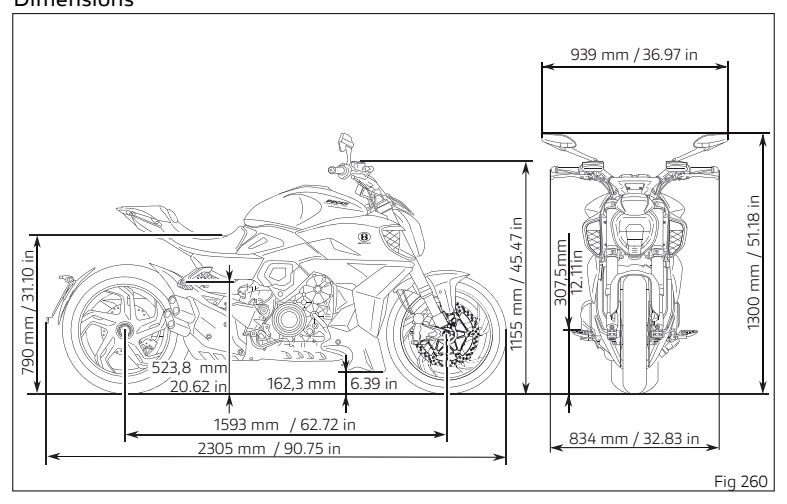 Dimensions
939 mm / 36.97 in
DUCATI
790 mm / 31.10 in
523,8 mm
20.62 in
162,3 mm 6.39 in
1155 mm / 45.47 in
307,5mm
12.11in
1300 mm / 51.18 in
1593 mm / 62.72 in
2305 mm / 90.75 in
834 mm / 32.83 in
Fig 260